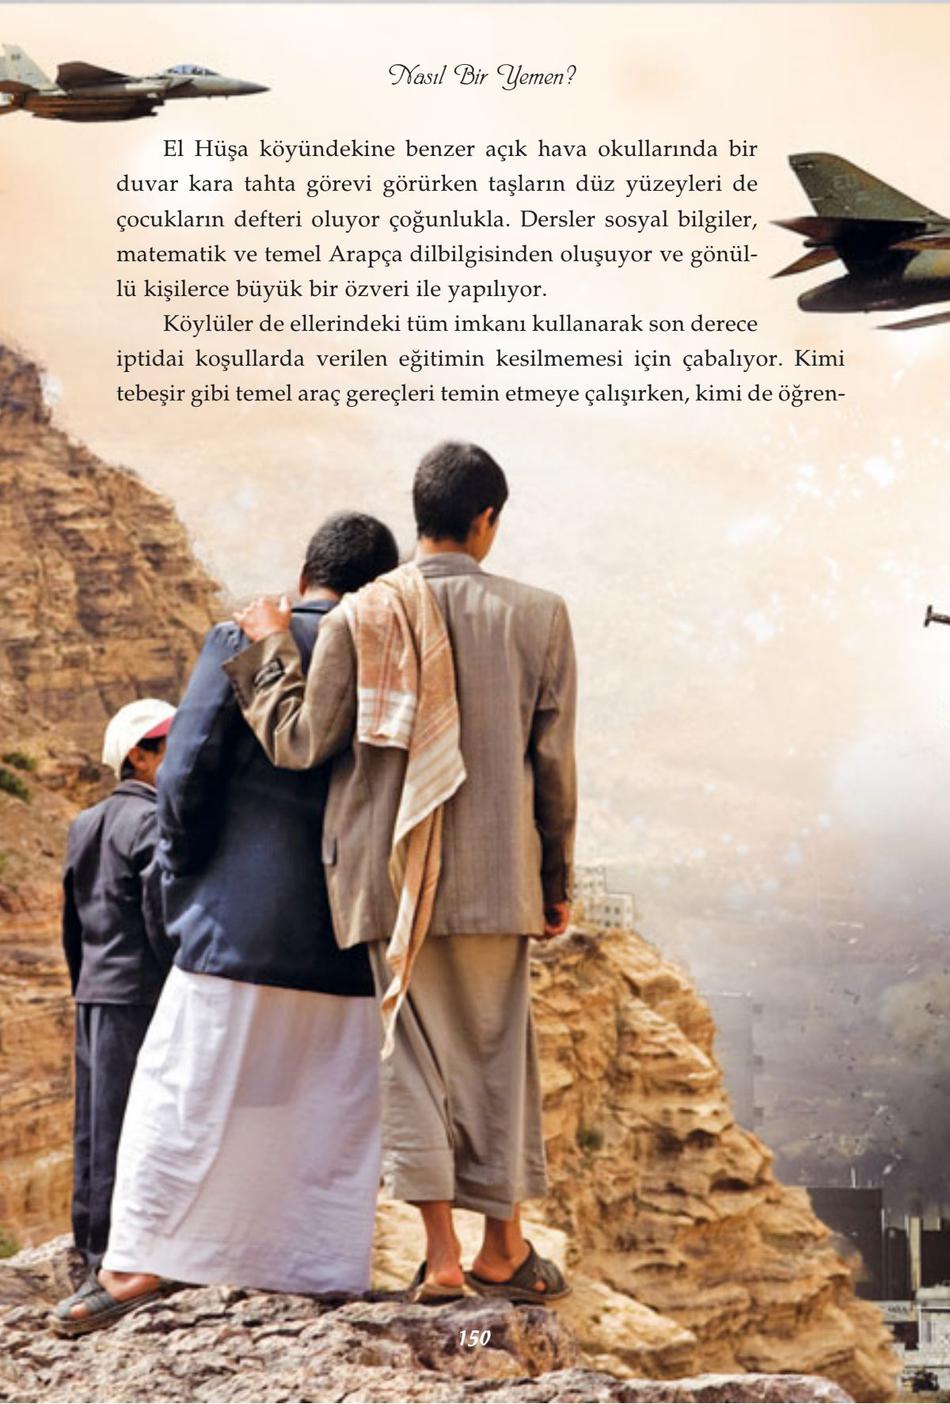 Nasıl Bir Yemen?
El Hüşa köyündekine benzer açık hava okullarında bir
duvar kara tahta görevi görürken taşların düz yüzeyleri de
çocukların defteri oluyor çoğunlukla. Dersler sosyal bilgiler,
matematik ve temel Arapça dilbilgisinden oluşuyor ve gönül-
lü kişilerce büyük bir özveri ile yapılıyor.
Köylüler de ellerindeki tüm imkanı kullanarak son derece
iptidai koşullarda verilen eğitimin kesilmemesi için çabalıyor. Kimi
tebeşir gibi temel araç gereçleri temin etmeye çalışırken, kimi de öğren-
150